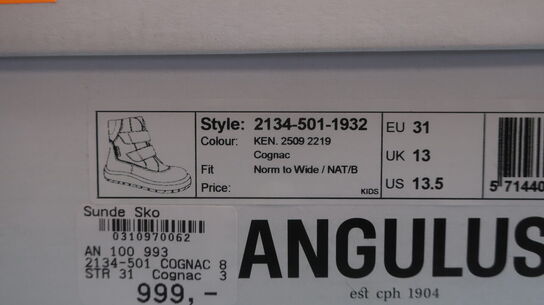 Style: 2134-501-1932
Colour: KEN. 2509 2219
Cognac
Fit Norm to Wide / NAT/B
Price:
KIDS
EU 31
UK 13
US 13.5
5 71440
Sunde Sko
0310970062
AN 100 993
2134-501 COGNAC 8
STR 31 Cognac 3
999,-
ANGULUS
est cph 1904